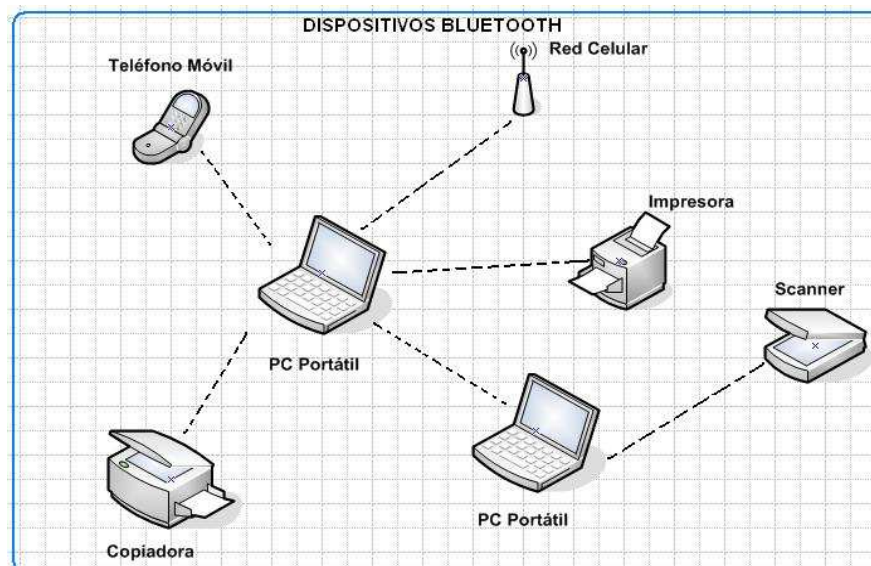 DISPOSITIVOS BLUETOOTH
Red Celular
Teléfono Móvil
Impresora
Scanner
PC Portátil
PC Portátil
Copiadora